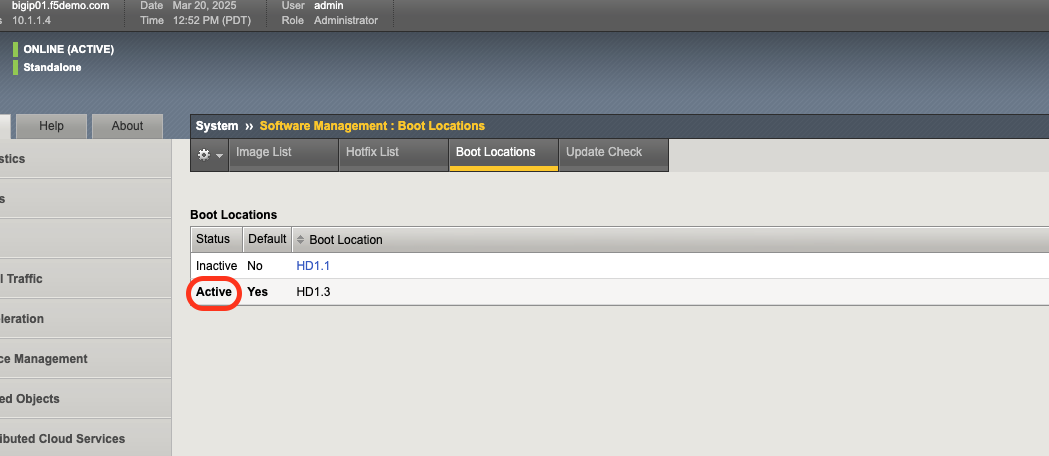 bigip01.f5demo.com Date Mar 20, 2025 User admin
10.1.1.4 Time 12:52 PM (PDT) Role Administrator
ONLINE (ACTIVE)
Standalone
Help About
System ›› Software Management : Boot Locations
Image List Hotfix List Boot Locations Update Check
stics
s
l Traffic
leration
ce Management
ed Objects
ibuted Cloud Services
Boot Locations
Status Default Boot Location
Inactive No HD1.1
Active Yes HD1.3